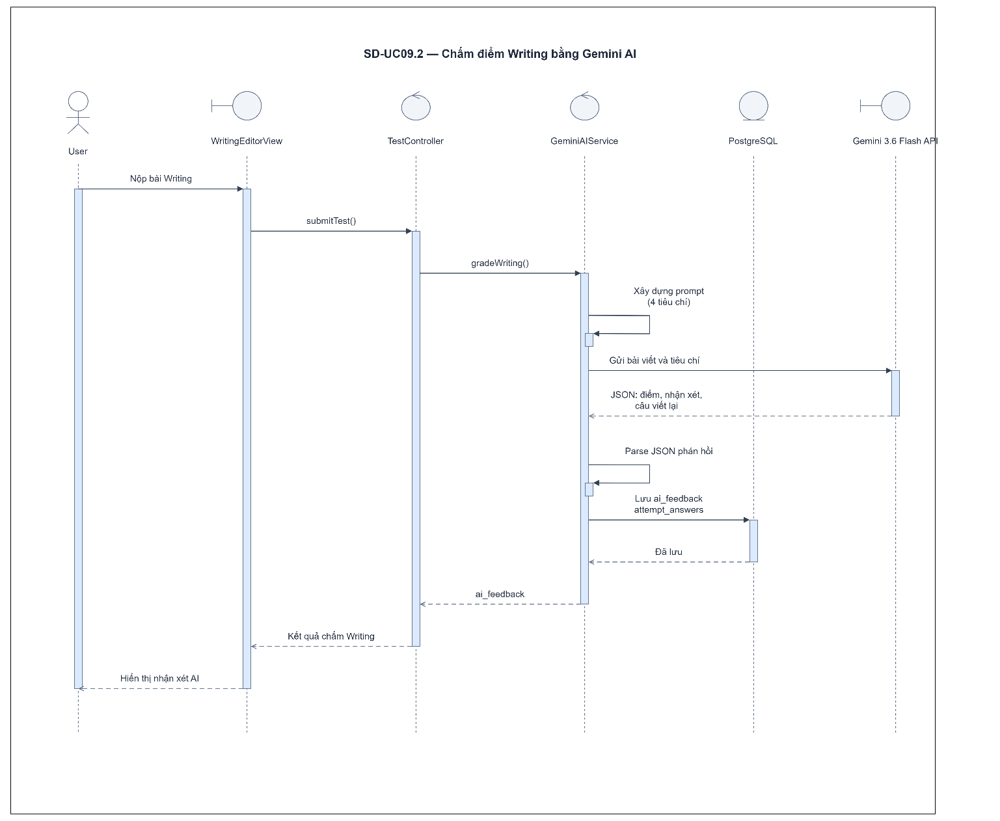 SD-UC09.2 — Chấm điểm Writing bằng Gemini AI
User
WritingEditorView
TestController
GeminiAIService
PostgreSQL
Gemini 3.6 Flash API
Nộp bài Writing
submitTest()
gradeWriting()
Xây dựng prompt
(4 tiêu chí)
Gửi bài viết và tiêu chí
JSON: điểm, nhận xét,
câu viết lại
Parse JSON phản hồi
Lưu ai_feedback
attempt_answers
Đã lưu
ai_feedback
Kết quả chấm Writing
Hiển thị nhận xét AI